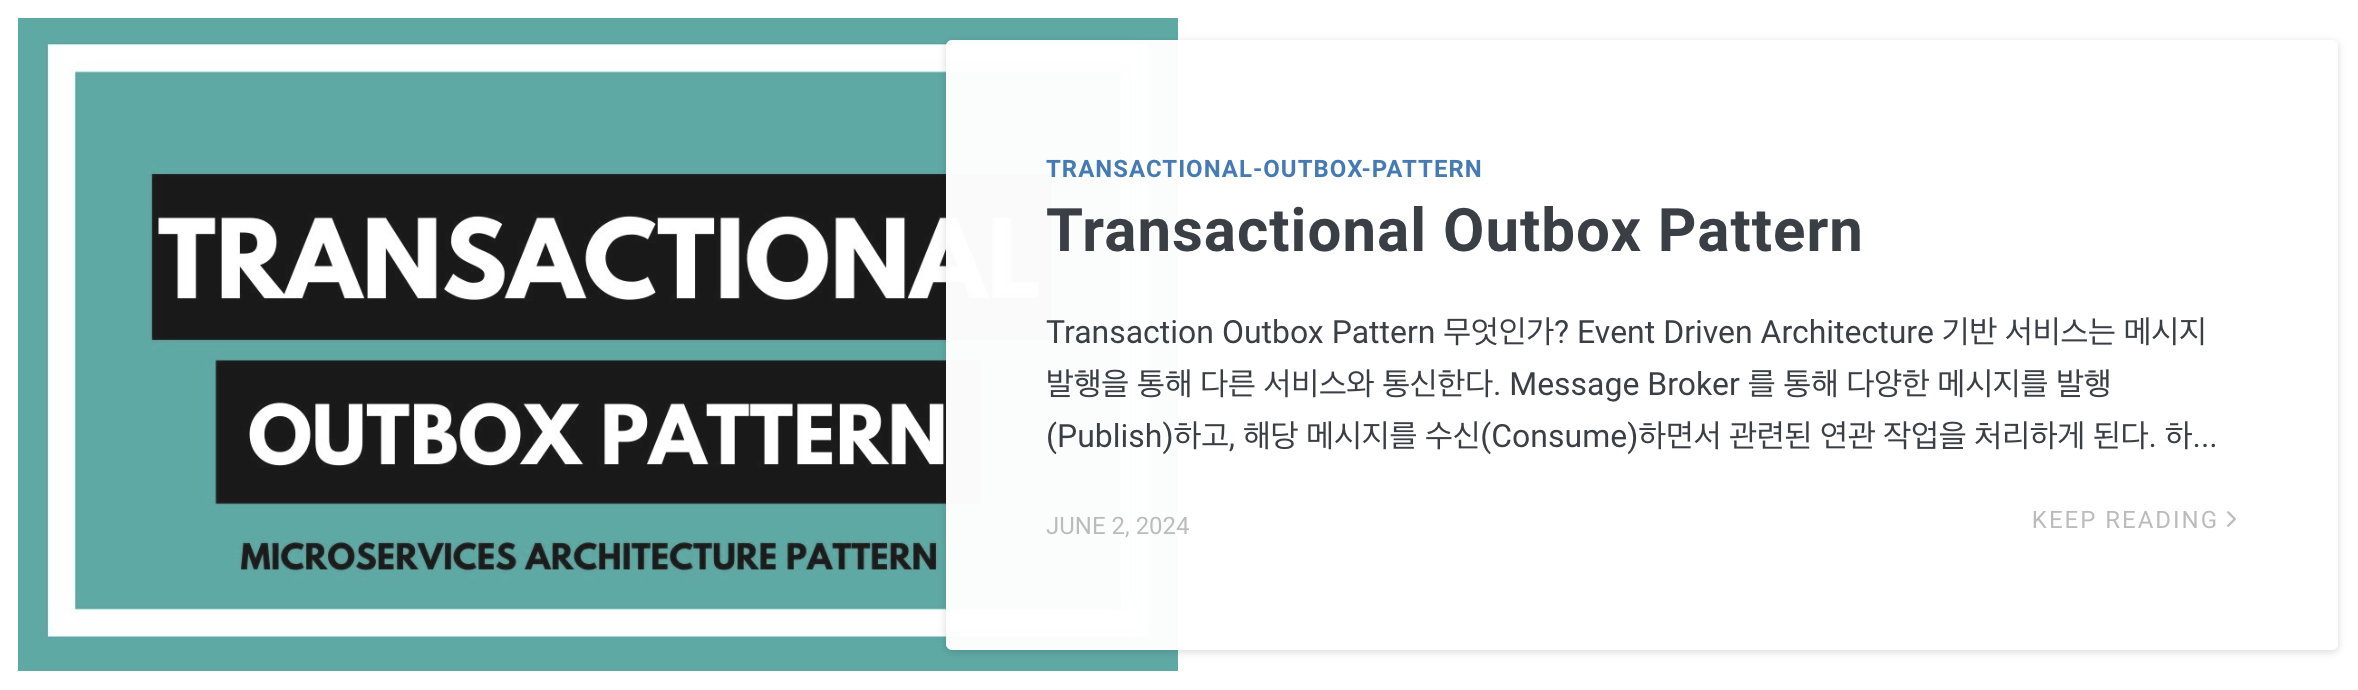 TRANSACTIONAL
OUTBOX PATTERN
MICROSERVICES ARCHITECTURE PATTERN
TRANSACTIONAL-OUTBOX-PATTERN
Transactional Outbox Pattern
Transaction Outbox Pattern 무엇인가? Event Driven Architecture 기반 서비스는 메시지
발행을 통해 다른 서비스와 통신한다. Message Broker 를 통해 다양한 메시지를 발행
(Publish)하고, 해당 메시지를 수신(Consume)하면서 관련된 연관 작업을 처리하게 된다. 하...
JUNE 2, 2024
KEEP READING >